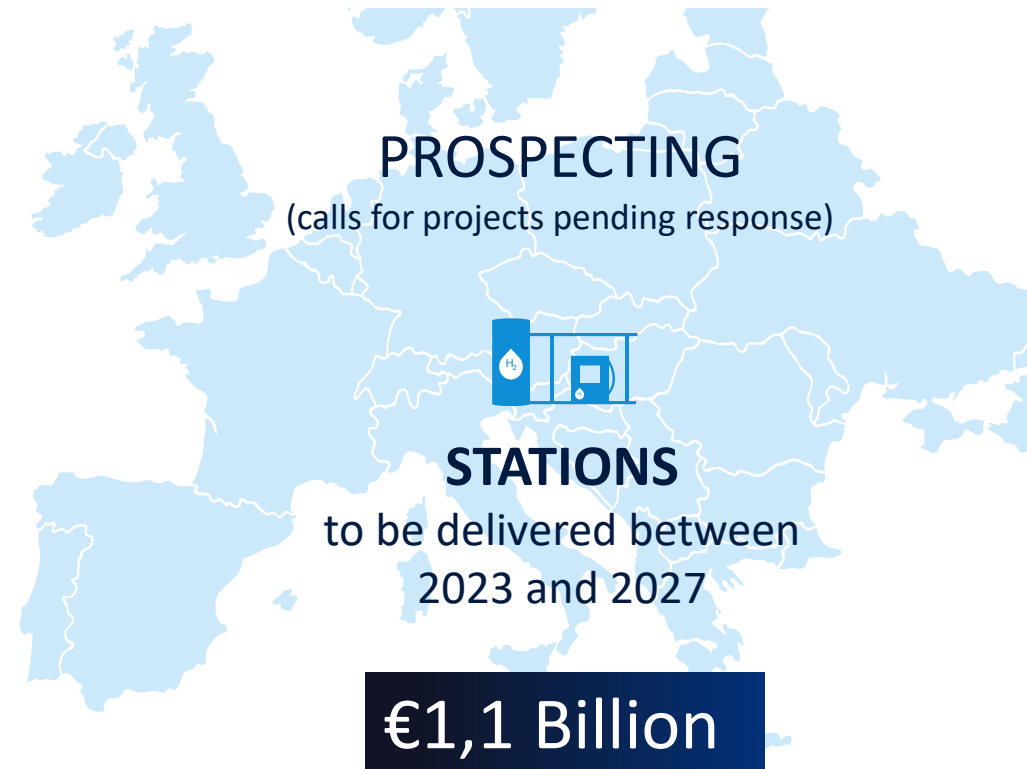 PROSPECTING
(calls for projects pending response)
H₂
STATIONS
to be delivered between
2023 and 2027
€1,1 Billion